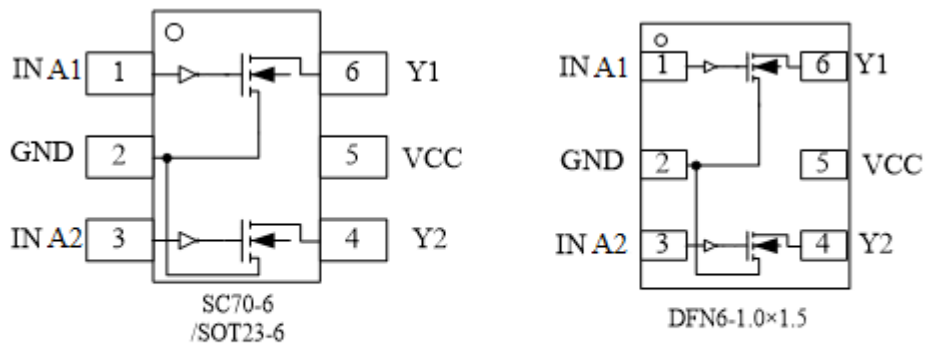 IN A1 1 6 Y1
GND 2 5 VCC
IN A2 3 4 Y2
SC70-6
/SOT23-6
IN A1 1 6 Y1
GND 2 5 VCC
IN A2 3 4 Y2
DFN6-1.0×1.5